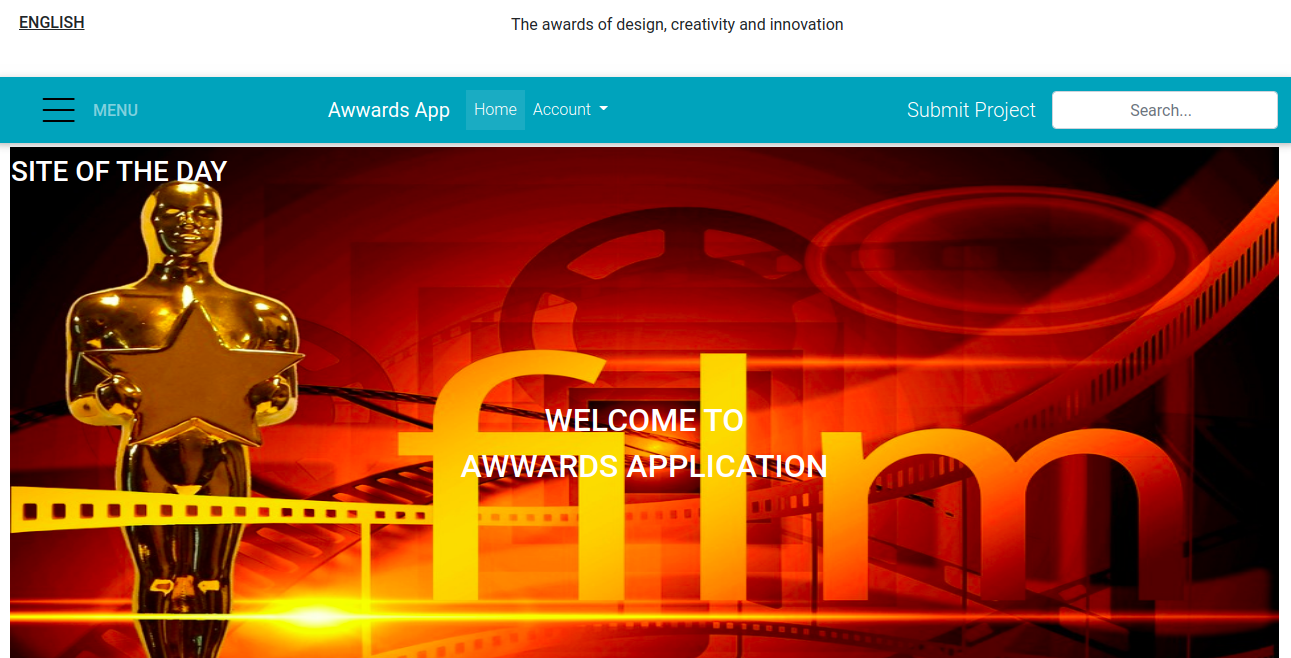 ENGLISH
The awards of design, creativity and innovation
MENU
Awwards App
Home
Account
Submit Project
Search...
SITE OF THE DAY
film
WELCOME TO
AWWARDS APPLICATION